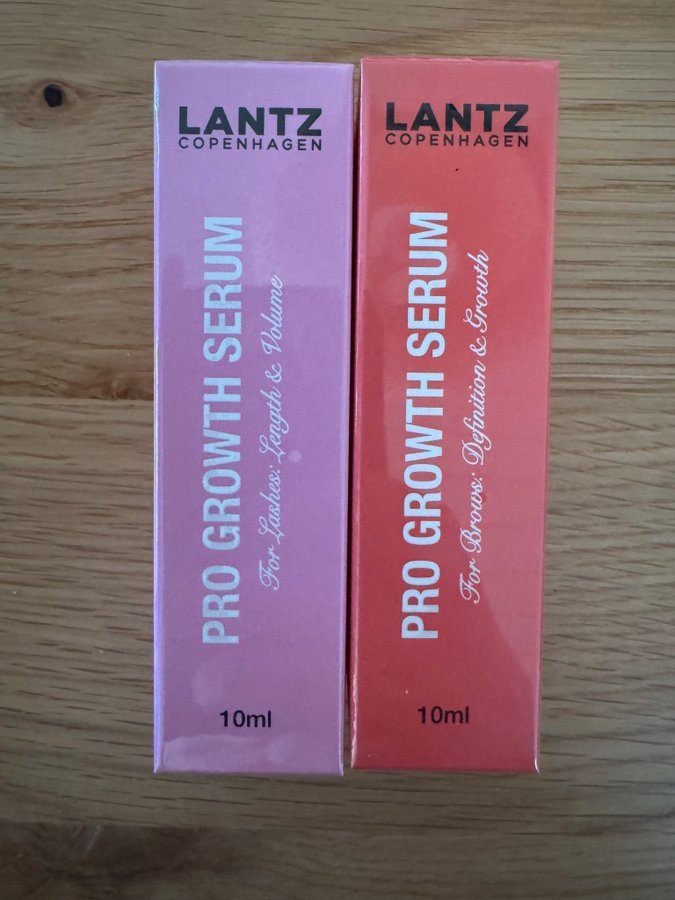 LANTZ
COPENHAGEN
PRO GROWTH SERUM
For Lashes: Length & Volume
10ml
LANTZ
COPENHAGEN
PRO GROWTH SERUM
For Brows: Definition & Growth
10ml